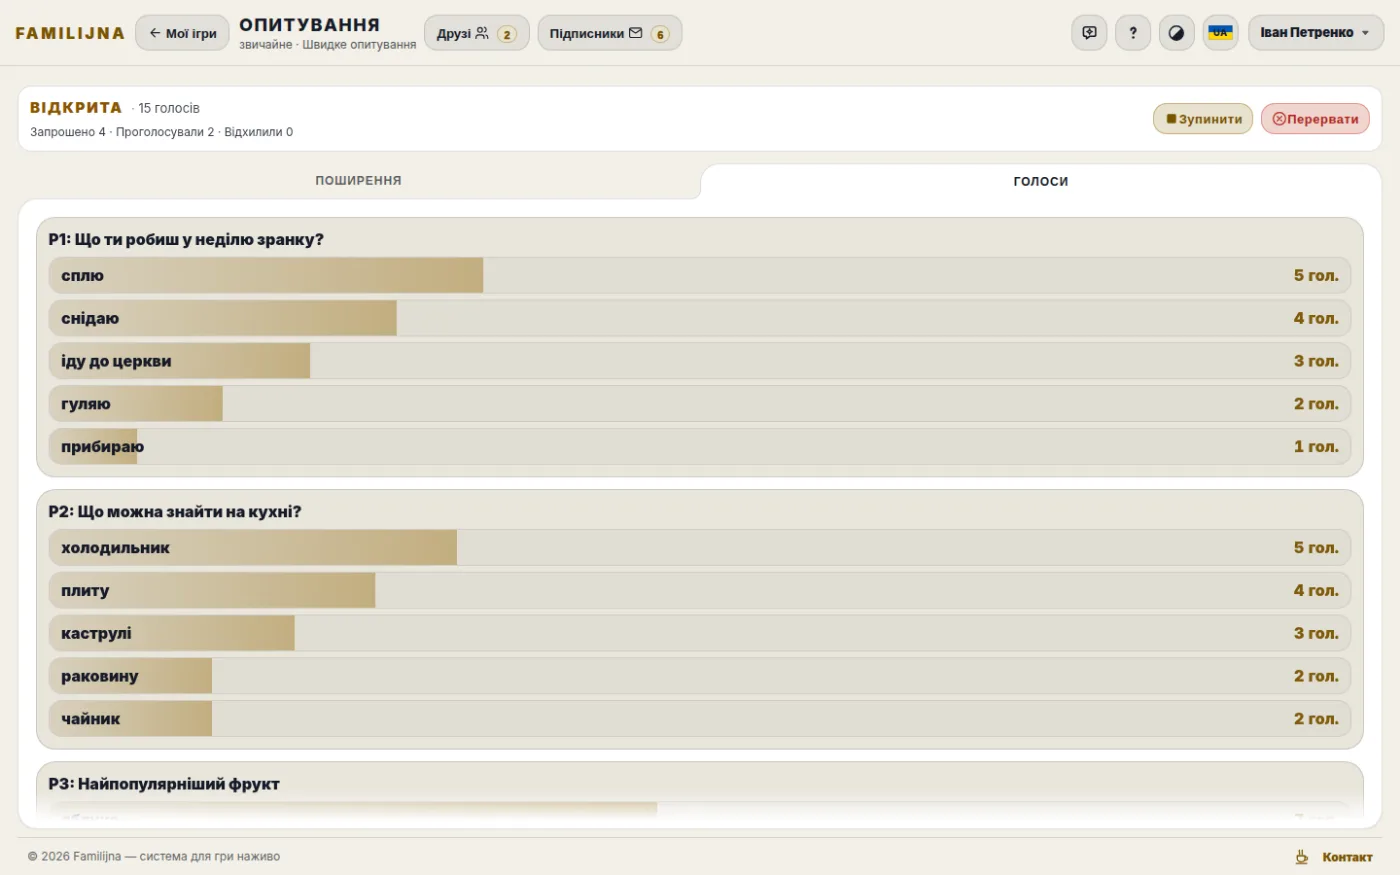 FAMILIJNA
← Мої ігри
ОПИТУВАННЯ
звичайне · Швидке опитування
Друзі 2
Підписники 6
?
UA
Іван Петренко
ВІДКРИТА · 15 голосів
Запрошено 4 · Проголосували 2 · Відхилили 0
Зупинити
Перервати
ПОШИРЕННЯ
ГОЛОСИ
P1: Що ти робиш у неділю зранку?
сплю 5 гол.
снідаю 4 гол.
іду до церкви 3 гол.
гуляю 2 гол.
прибираю 1 гол.
P2: Що можна знайти на кухні?
холодильник 5 гол.
плиту 4 гол.
каструлі 3 гол.
раковину 2 гол.
чайник 2 гол.
P3: Найпопулярніший фрукт
© 2026 Familijna — система для гри наживо
Контакт